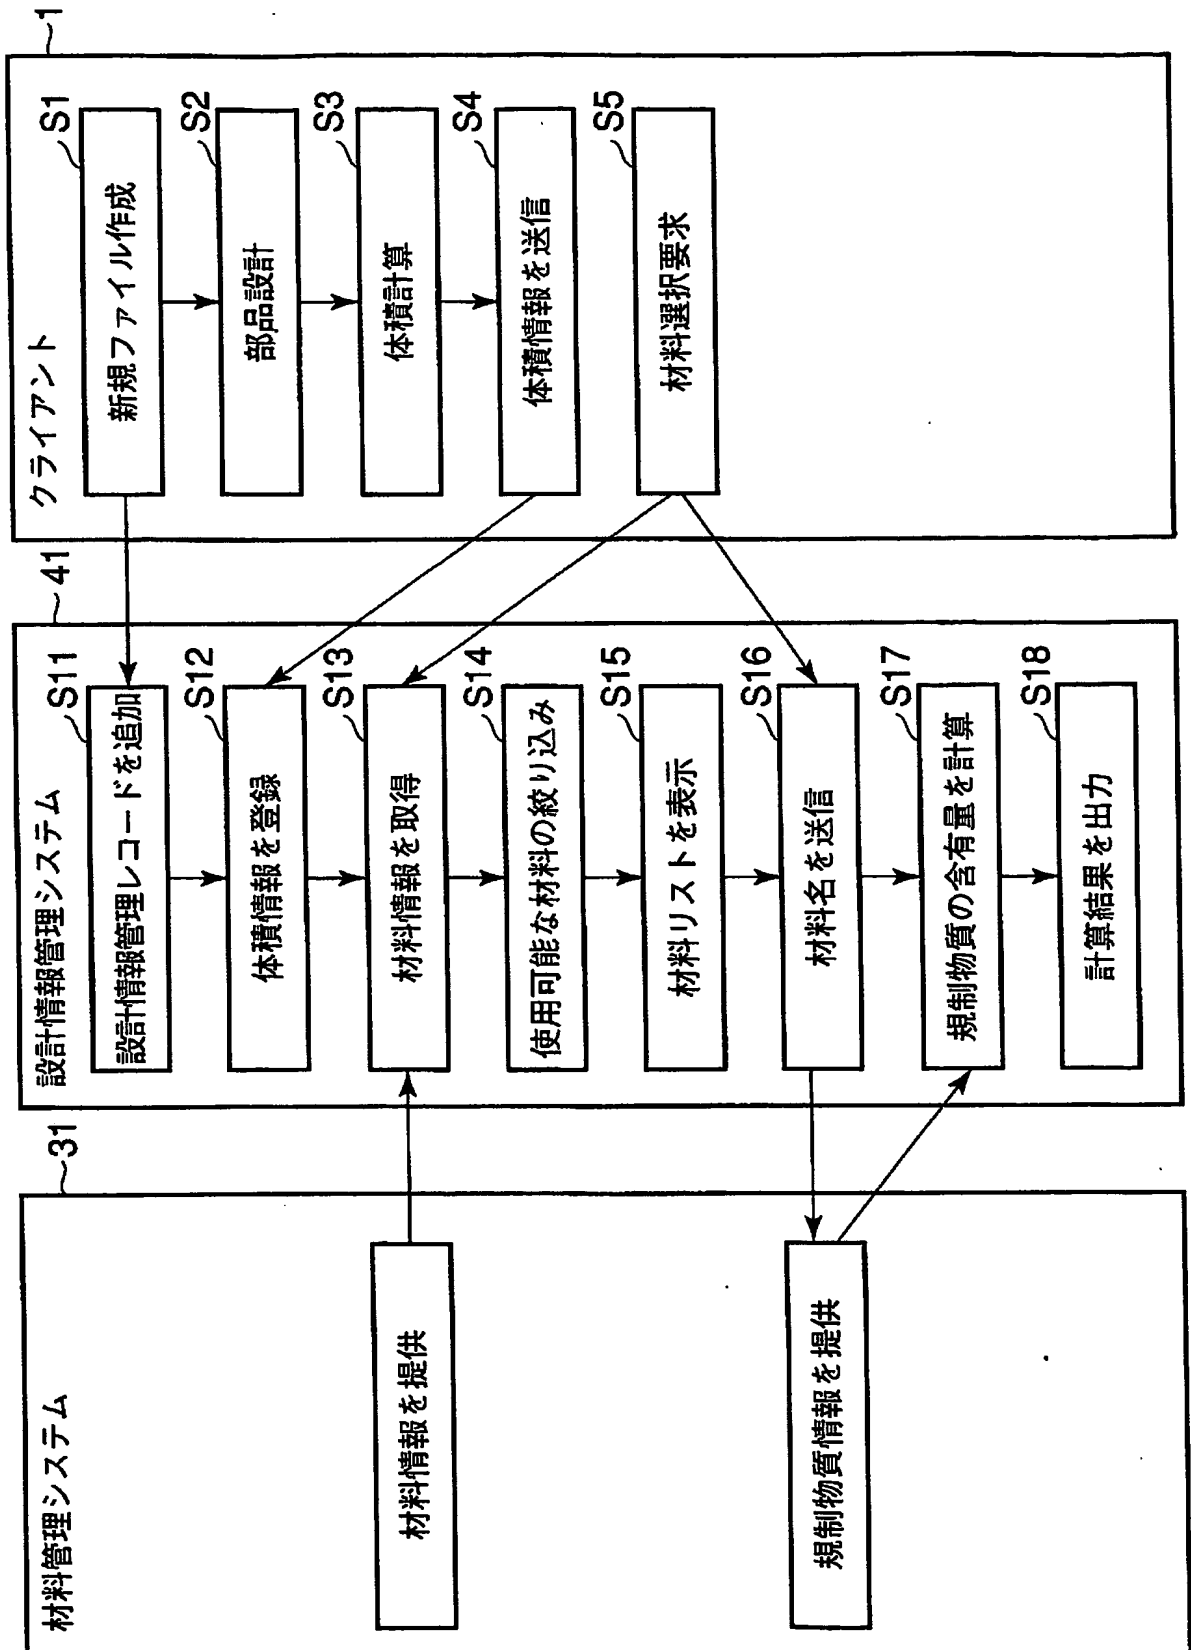 材料管理システム
31
材料情報を提供
規制物質情報を提供
設計情報管理システム
41
設計情報管理レコードを追加
S11
体積情報を登録
S12
材料情報を取得
S13
使用可能な材料の絞り込み
S14
材料リストを表示
S15
材料名を送信
S16
規制物質の含有量を計算
S17
計算結果を出力
S18
クライアント
1
新規ファイル作成
S1
部品設計
S2
体積計算
S3
体積情報を送信
S4
材料選択要求
S5